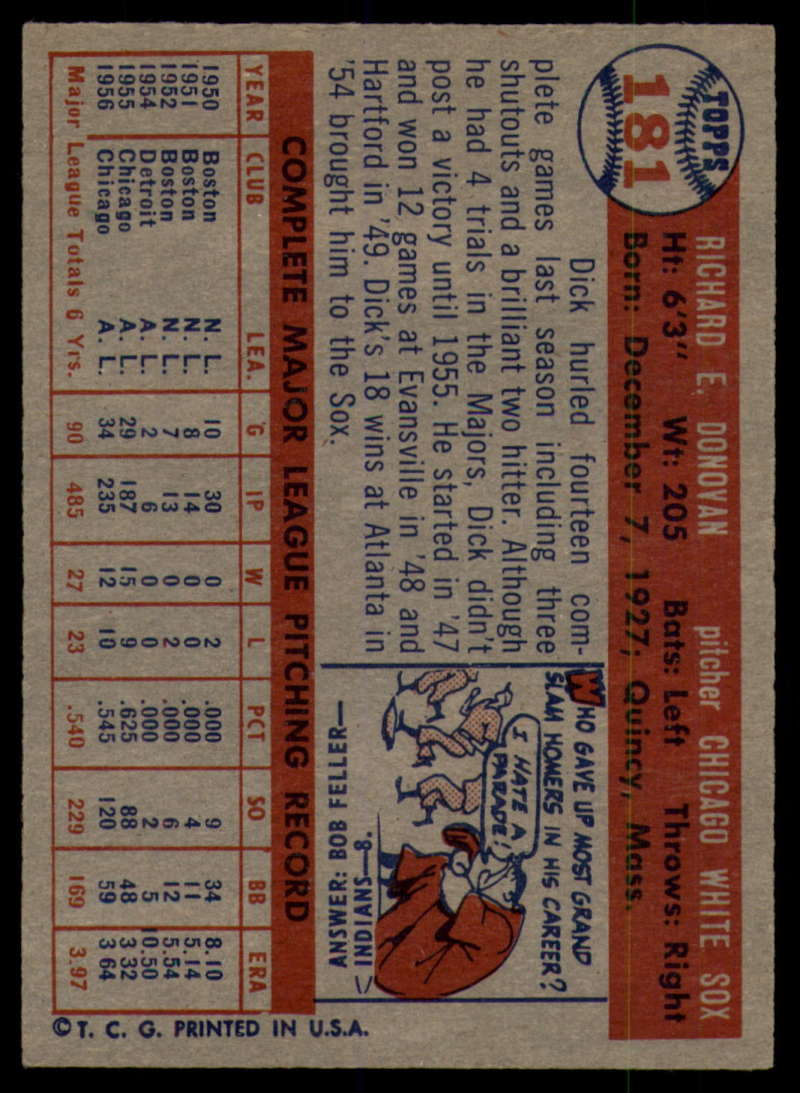 TOPPS
181
RICHARD E. DONOVAN pitcher CHICAGO WHITE SOX
Ht: 6'3" Wt: 205 Bats: Left Throws: Right
Born: December 7, 1927; Quincy, Mass.
Dick hurled fourteen com-
plete games last season including three
shutouts and a brilliant two hitter. Although
he had 4 trials in the Majors, Dick didn't
post a victory until 1955. He started in '47
and won 12 games at Evansville in '48 and
Hartford in '49. Dick's 18 wins at Atlanta in
'54 brought him to the Sox.
WHO GAVE UP MOST GRAND
SLAM HOMERS IN HIS CAREER?
I HATE A
PARADE!
ANSWER: BOB FELLER—
INDIANS—8.
COMPLETE MAJOR LEAGUE PITCHING RECORD
YEAR CLUB LEA. G IP W L PCT SO BB ERA
1950 Boston N. L. 10 30 0 2 .000 9 34 8.10
1951 Boston N. L. 8 14 0 0 .000 4 11 5.14
1952 Boston N. L. 7 13 0 2 .000 6 12 5.54
1954 Detroit A. L. 2 6 0 0 .000 2 5 10.50
1955 Chicago A. L. 29 187 15 9 .625 88 48 3.32
1956 Chicago A. L. 34 235 12 10 .545 120 59 3.64
Major League Totals 6 Yrs. 90 485 27 23 .540 229 169 3.97
© T. C. G. PRINTED IN U.S.A.